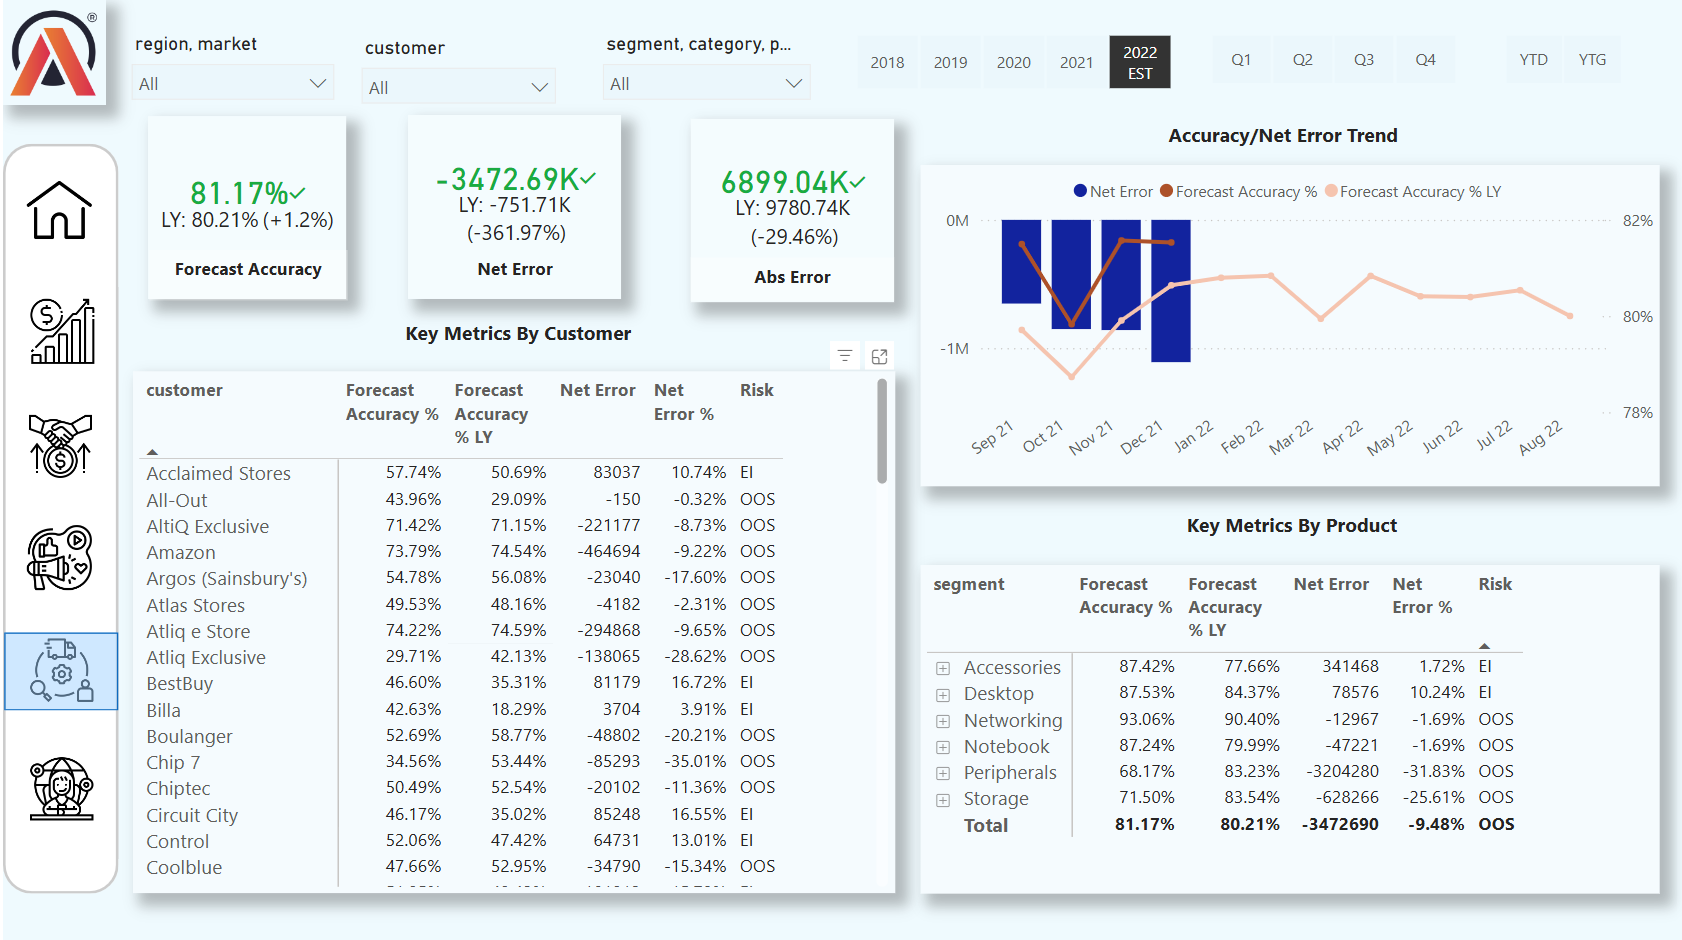 ®
region, market
All
customer
All
segment, category, p...
All
2018
2019
2020
2021
2022
EST
Q1
Q2
Q3
Q4
YTD
YTG
81.17%
LY: 80.21% (+1.2%)
Forecast Accuracy
-3472.69K
LY: -751.71K
(-361.97%)
Net Error
6899.04K
LY: 9780.74K
(-29.46%)
Abs Error
Accuracy/Net Error Trend
Net Error Forecast Accuracy % Forecast Accuracy % LY
0M
-1M
82%
80%
78%
Sep 21
Oct 21
Nov 21
Dec 21
Jan 22
Feb 22
Mar 22
Apr 22
May 22
Jun 22
Jul 22
Aug 22
Key Metrics By Customer
customer Forecast Accuracy % Forecast Accuracy % LY Net Error Net Error % Risk
Acclaimed Stores 57.74% 50.69% 83037 10.74% EI
All-Out 43.96% 29.09% -150 -0.32% OOS
AltiQ Exclusive 71.42% 71.15% -221177 -8.73% OOS
Amazon 73.79% 74.54% -464694 -9.22% OOS
Argos (Sainsbury's) 54.78% 56.08% -23040 -17.60% OOS
Atlas Stores 49.53% 48.16% -4182 -2.31% OOS
Atliq e Store 74.22% 74.59% -294868 -9.65% OOS
Atliq Exclusive 29.71% 42.13% -138065 -28.62% OOS
BestBuy 46.60% 35.31% 81179 16.72% EI
Billa 42.63% 18.29% 3704 3.91% EI
Boulanger 52.69% 58.77% -48802 -20.21% OOS
Chip 7 34.56% 53.44% -85293 -35.01% OOS
Chiptec 50.49% 52.54% -20102 -11.36% OOS
Circuit City 46.17% 35.02% 85248 16.55% EI
Control 52.06% 47.42% 64731 13.01% EI
Coolblue 47.66% 52.95% -34790 -15.34% OOS
Key Metrics By Product
segment Forecast Accuracy % Forecast Accuracy % LY Net Error Net Error % Risk
Accessories 87.42% 77.66% 341468 1.72% EI
Desktop 87.53% 84.37% 78576 10.24% EI
Networking 93.06% 90.40% -12967 -1.69% OOS
Notebook 87.24% 79.99% -47221 -1.69% OOS
Peripherals 68.17% 83.23% -3204280 -31.83% OOS
Storage 71.50% 83.54% -628266 -25.61% OOS
Total 81.17% 80.21% -3472690 -9.48% OOS